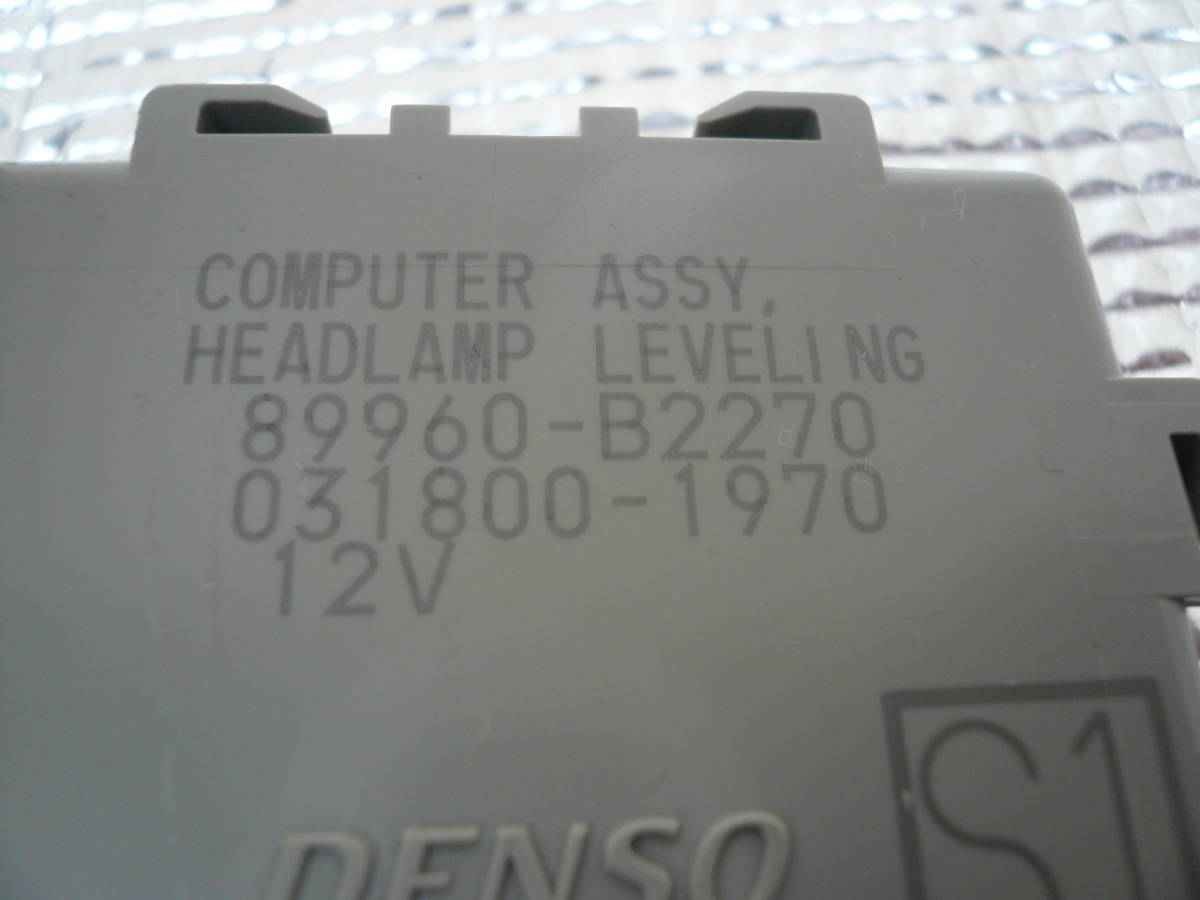 COMPUTER ASSY,
HEADLAMP LEVELING
89960-B2270
031800-1970
12V
S1
DENSO